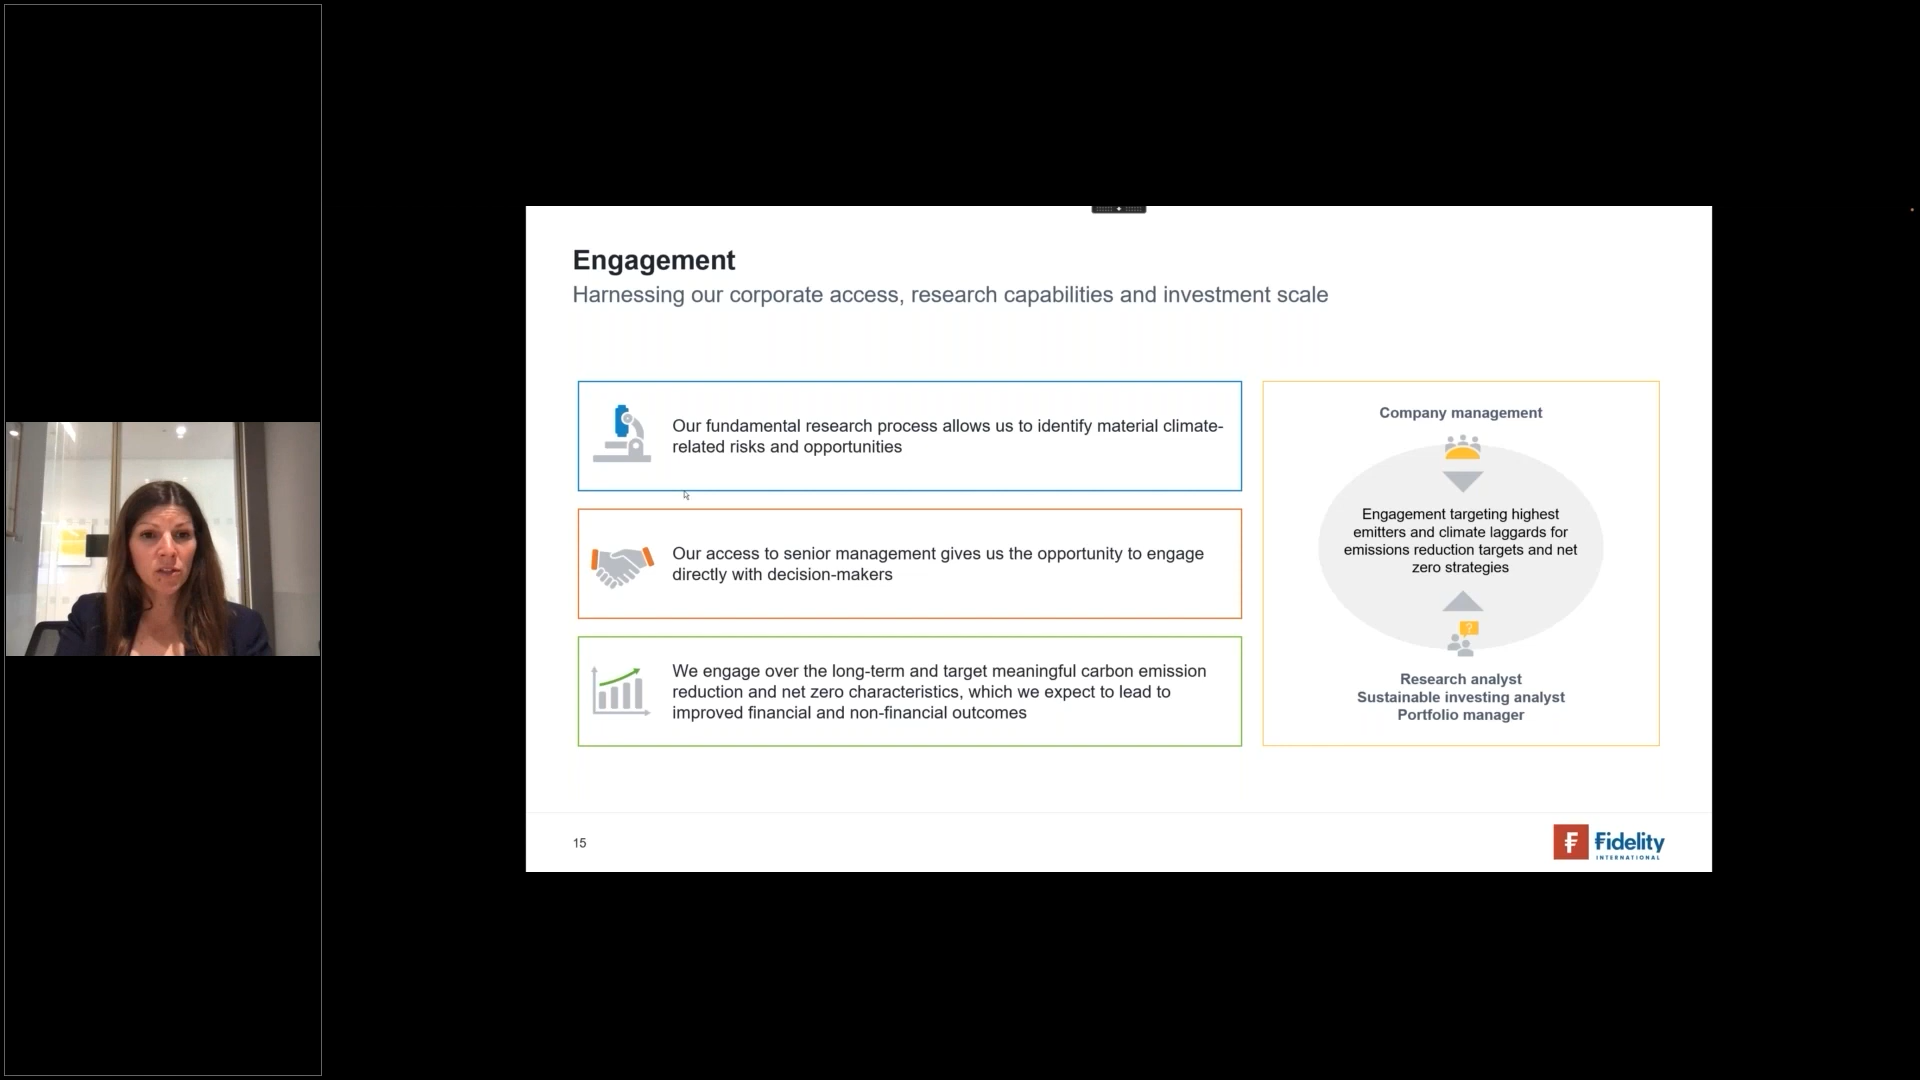 Engagement
Harnessing our corporate access, research capabilities and investment scale
Our fundamental research process allows us to identify material climate-
related risks and opportunities
Our access to senior management gives us the opportunity to engage
directly with decision-makers
We engage over the long-term and target meaningful carbon emission
reduction and net zero characteristics, which we expect to lead to
improved financial and non-financial outcomes
Company management
Engagement targeting highest
emitters and climate laggards for
emissions reduction targets and net
zero strategies
?
Research analyst
Sustainable investing analyst
Portfolio manager
15
F Fidelity
INTERNATIONAL